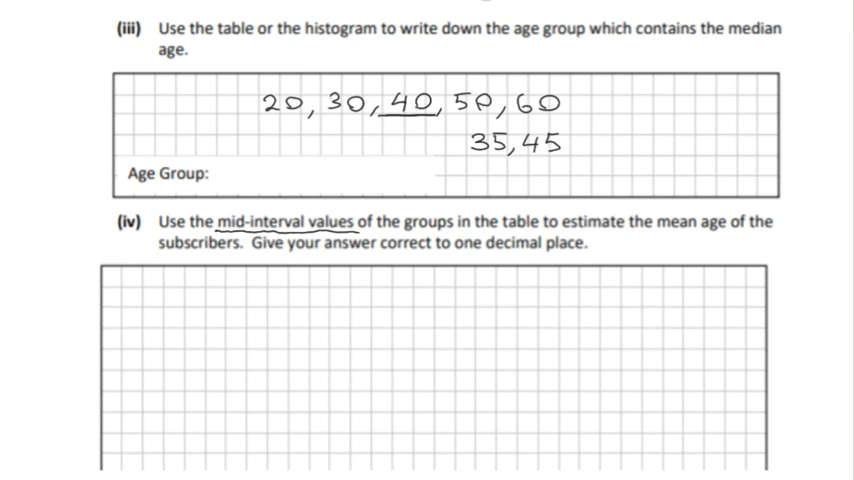 (iii) Use the table or the histogram to write down the age group which contains the median
age.
20, 30, 40, 50, 60
35, 45
Age Group:
(iv) Use the mid-interval values of the groups in the table to estimate the mean age of the
subscribers. Give your answer correct to one decimal place.